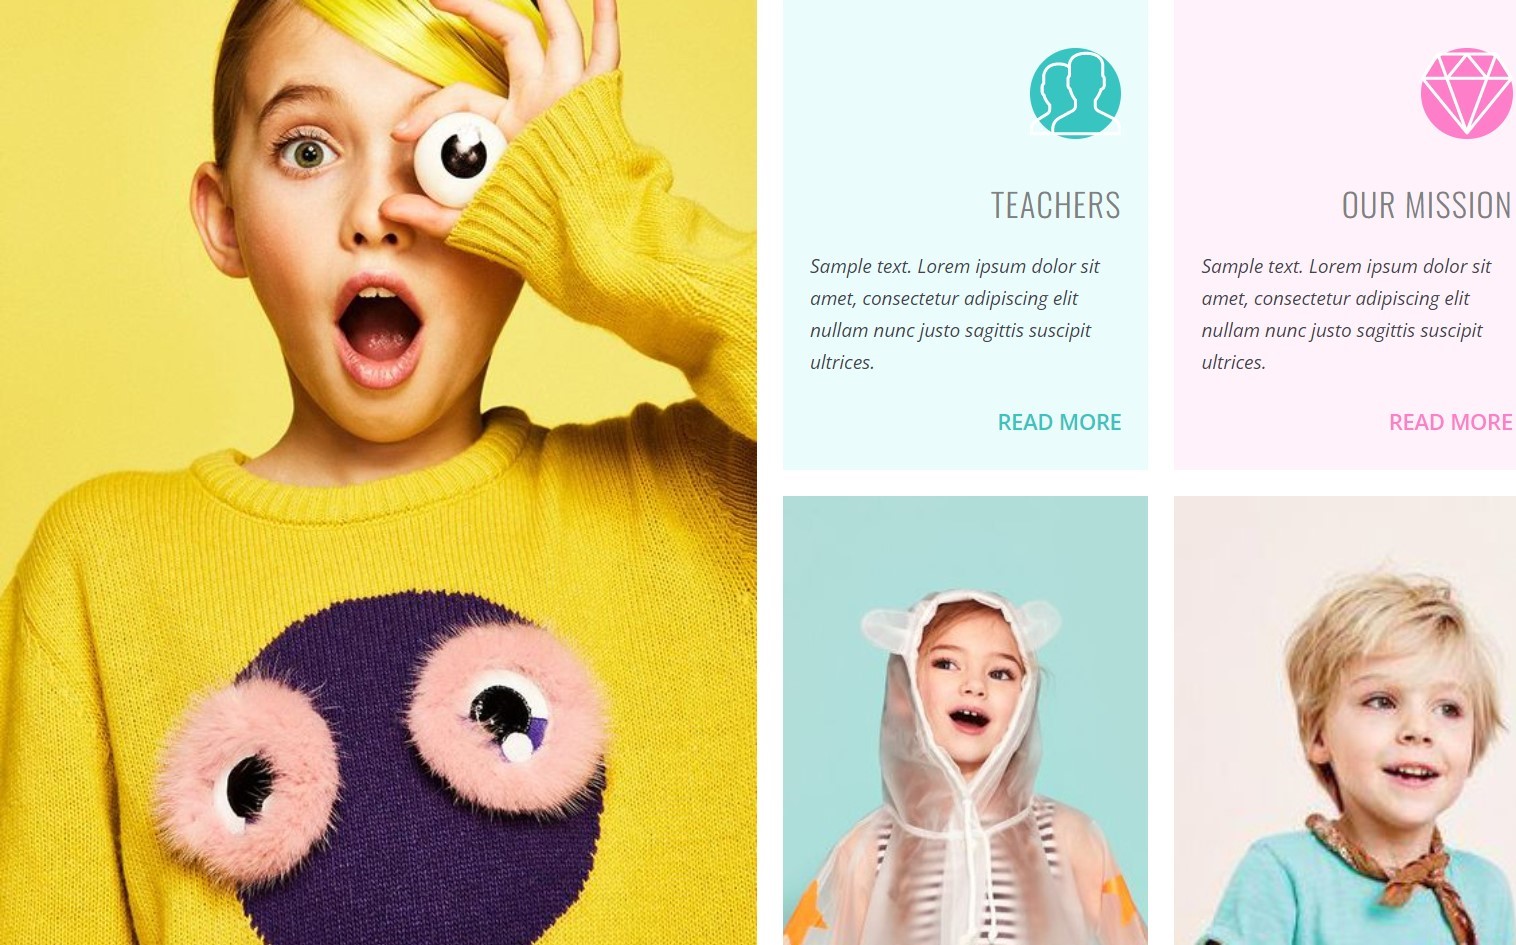 TEACHERS
Sample text. Lorem ipsum dolor sit
amet, consectetur adipiscing elit
nullam nunc justo sagittis suscipit
ultrices.
READ MORE
OUR MISSION
Sample text. Lorem ipsum dolor sit
amet, consectetur adipiscing elit
nullam nunc justo sagittis suscipit
ultrices.
READ MORE